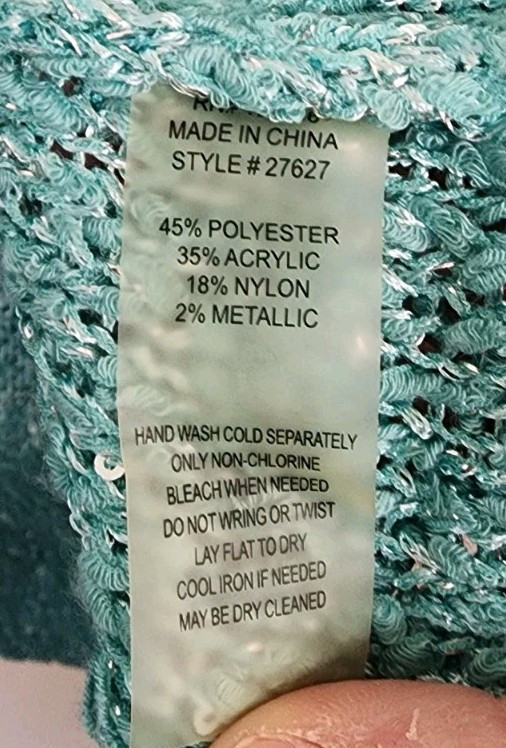 MADE IN CHINA
STYLE # 27627
45% POLYESTER
35% ACRYLIC
18% NYLON
2% METALLIC
HAND WASH COLD SEPARATELY
ONLY NON-CHLORINE
BLEACH WHEN NEEDED
DO NOT WRING OR TWIST
LAY FLAT TO DRY
COOL IRON IF NEEDED
MAY BE DRY CLEANED